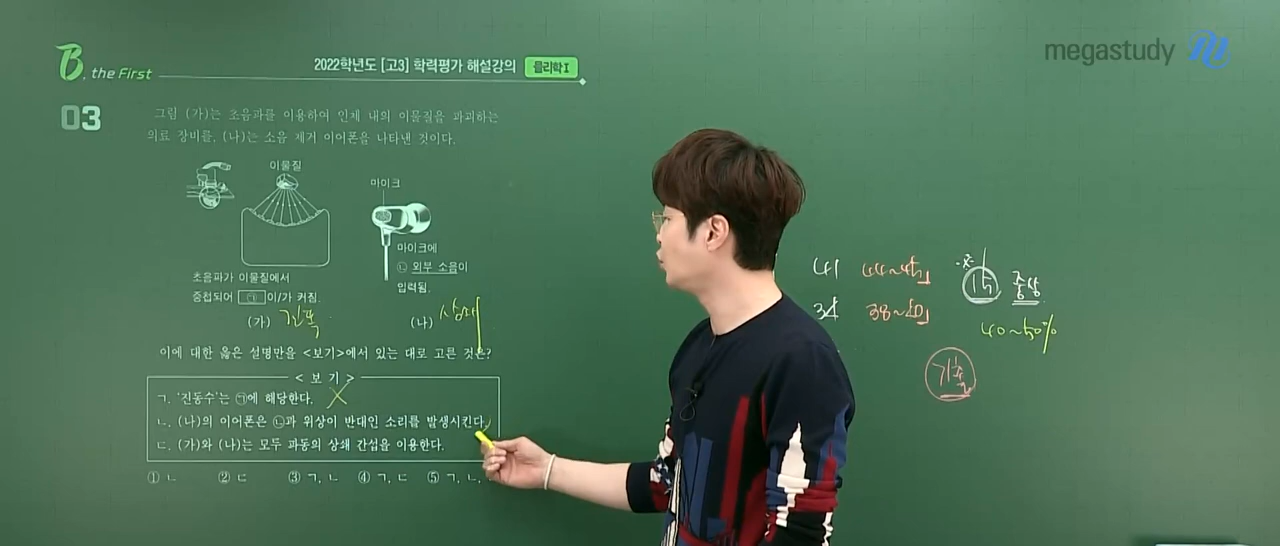 B. the First
2022학년도 [고3] 학력평가 해설강의 물리학 I
megastudy
03
그림 (가)는 초음파를 이용하여 인체 내의 이물질을 파괴하는
의료 장비를, (나)는 소음 제거 이어폰을 나타낸 것이다.
이물질
마이크
마이크에
㉡ 외부 소음이
입력됨.
초음파가 이물질에서
중첩되어 ㉠ 이/가 커짐.
(가) 진폭
(나) 상쇄
이에 대한 옳은 설명만을 <보기>에서 있는 대로 고른 것은?
< 보 기 >
ㄱ. '진동수'는 ㉠에 해당한다. X
ㄴ. (나)의 이어폰은 ㉡과 위상이 반대인 소리를 발생시킨다.
ㄷ. (가)와 (나)는 모두 파동의 상쇄 간섭을 이용한다.
① ㄴ ② ㄷ ③ ㄱ, ㄴ ④ ㄱ, ㄷ ⑤ ㄱ, ㄴ,
41 44~45
34 38~40
15 중상
40~50%
기출